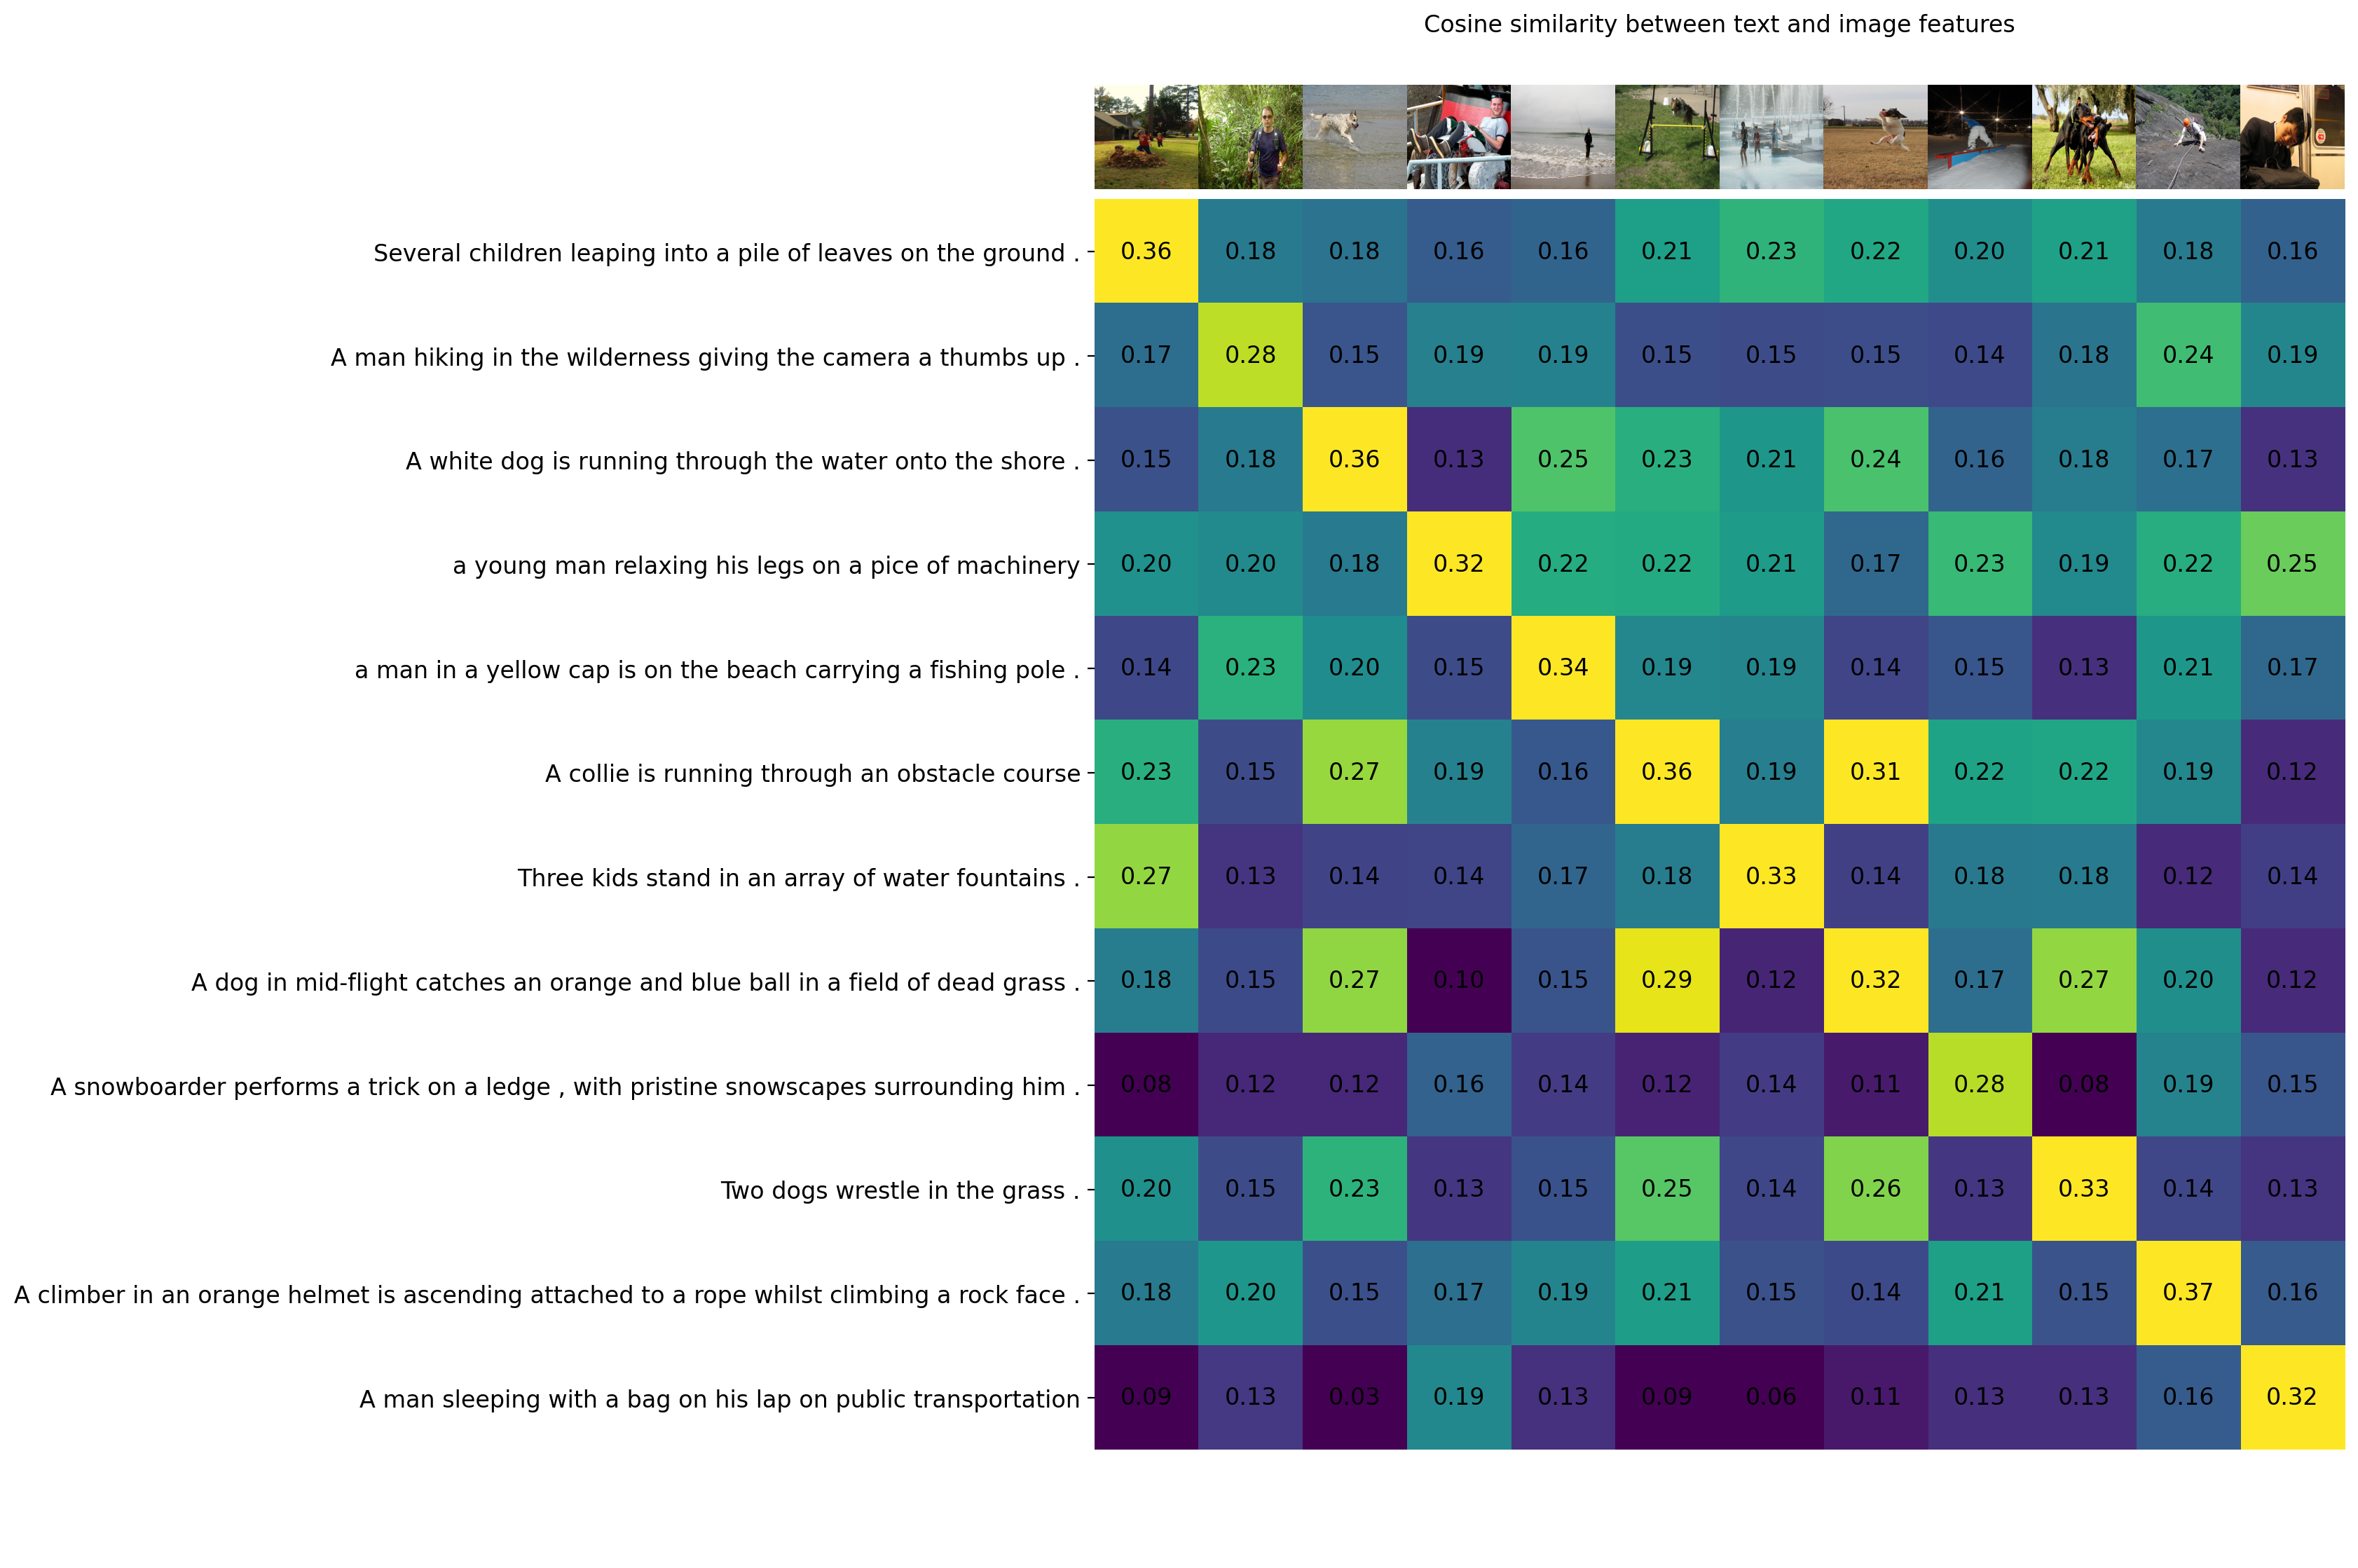 Cosine similarity between text and image features
Several children leaping into a pile of leaves on the ground . 0.36 0.18 0.18 0.16 0.16 0.21 0.23 0.22 0.20 0.21 0.18 0.16
A man hiking in the wilderness giving the camera a thumbs up . 0.17 0.28 0.15 0.19 0.19 0.15 0.15 0.15 0.14 0.18 0.24 0.19
A white dog is running through the water onto the shore . 0.15 0.18 0.36 0.13 0.25 0.23 0.21 0.24 0.16 0.18 0.17 0.13
a young man relaxing his legs on a pice of machinery 0.20 0.20 0.18 0.32 0.22 0.22 0.21 0.17 0.23 0.19 0.22 0.25
a man in a yellow cap is on the beach carrying a fishing pole . 0.14 0.23 0.20 0.15 0.34 0.19 0.19 0.14 0.15 0.13 0.21 0.17
A collie is running through an obstacle course 0.23 0.15 0.27 0.19 0.16 0.36 0.19 0.31 0.22 0.22 0.19 0.12
Three kids stand in an array of water fountains . 0.27 0.13 0.14 0.14 0.17 0.18 0.33 0.14 0.18 0.18 0.12 0.14
A dog in mid-flight catches an orange and blue ball in a field of dead grass . 0.18 0.15 0.27 0.10 0.15 0.29 0.12 0.32 0.17 0.27 0.20 0.12
A snowboarder performs a trick on a ledge , with pristine snowscapes surrounding him . 0.08 0.12 0.12 0.16 0.14 0.12 0.14 0.11 0.28 0.08 0.19 0.15
Two dogs wrestle in the grass . 0.20 0.15 0.23 0.13 0.15 0.25 0.14 0.26 0.13 0.33 0.14 0.13
A climber in an orange helmet is ascending attached to a rope whilst climbing a rock face . 0.18 0.20 0.15 0.17 0.19 0.21 0.15 0.14 0.21 0.15 0.37 0.16
A man sleeping with a bag on his lap on public transportation 0.09 0.13 0.03 0.19 0.13 0.09 0.06 0.11 0.13 0.13 0.16 0.32